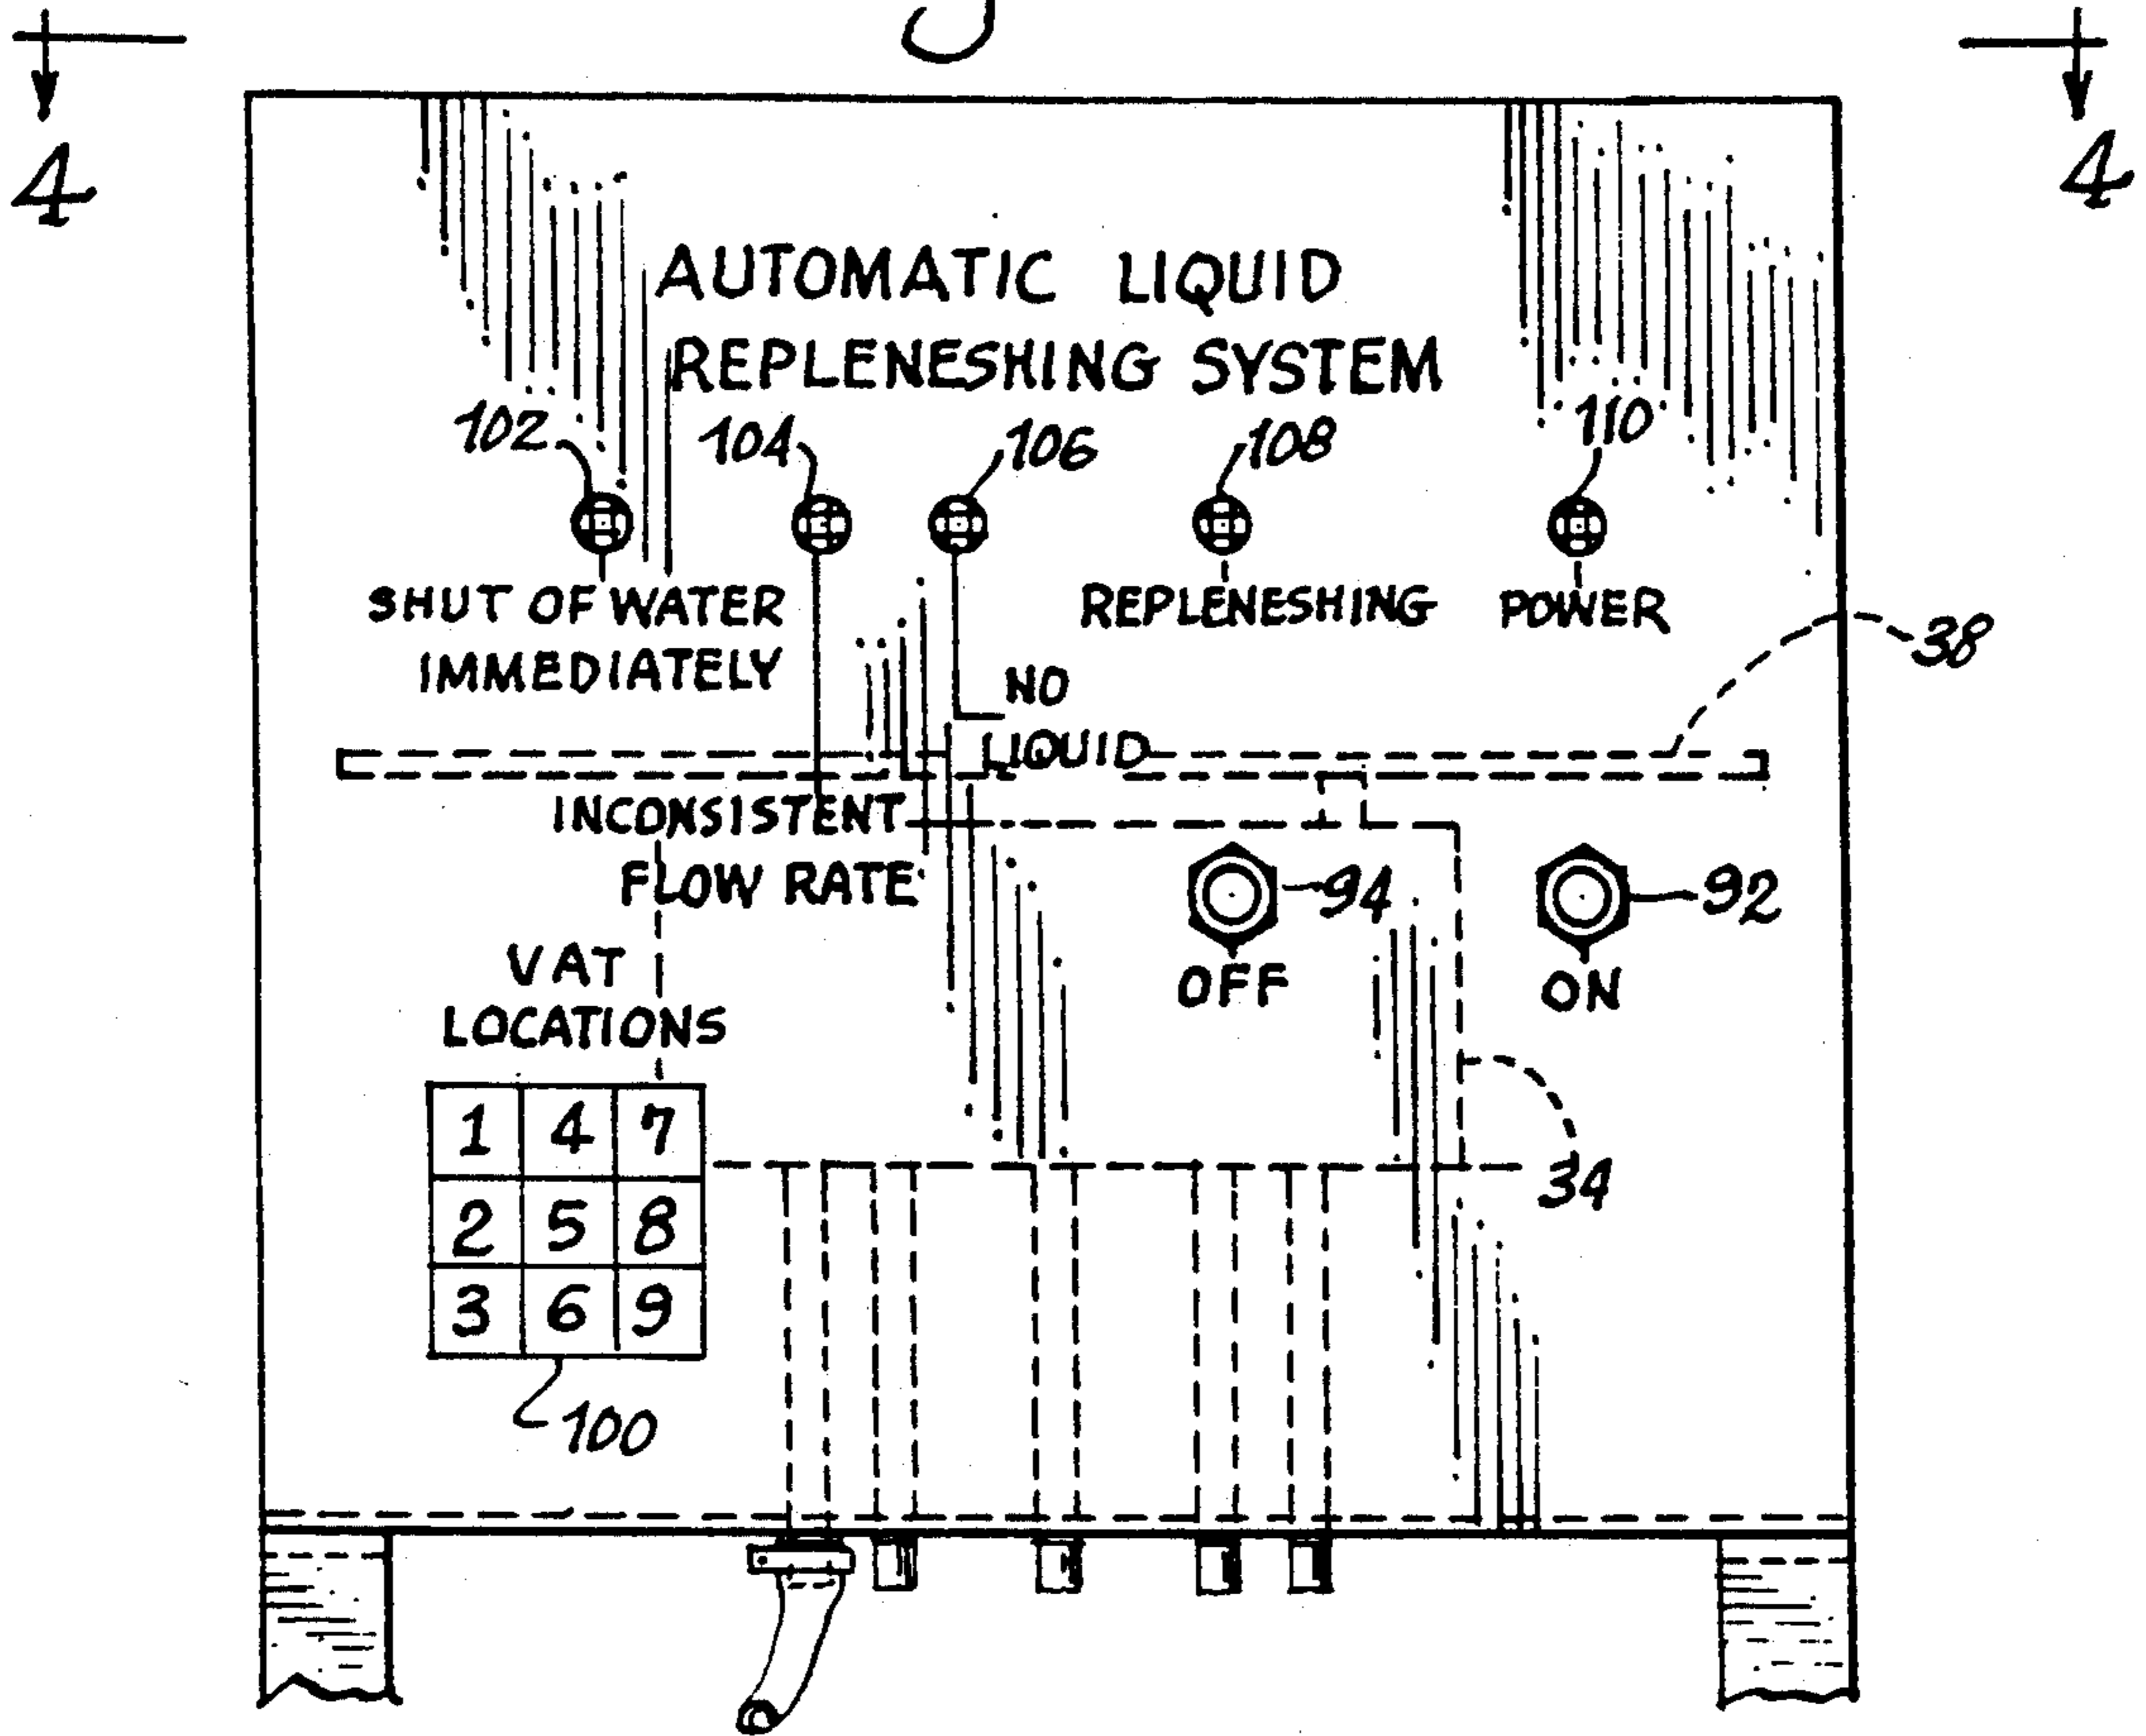 4 4
AUTOMATIC LIQUID
REPLENESHING SYSTEM
102 104 106 108 110
SHUT OF WATER
IMMEDIATELY
REPLENESHING
POWER
38
NO
LIQUID
INCONSISTENT
FLOW RATE
94
92
OFF
ON
VAT
LOCATIONS
1 4 7
2 5 8
3 6 9
34
100